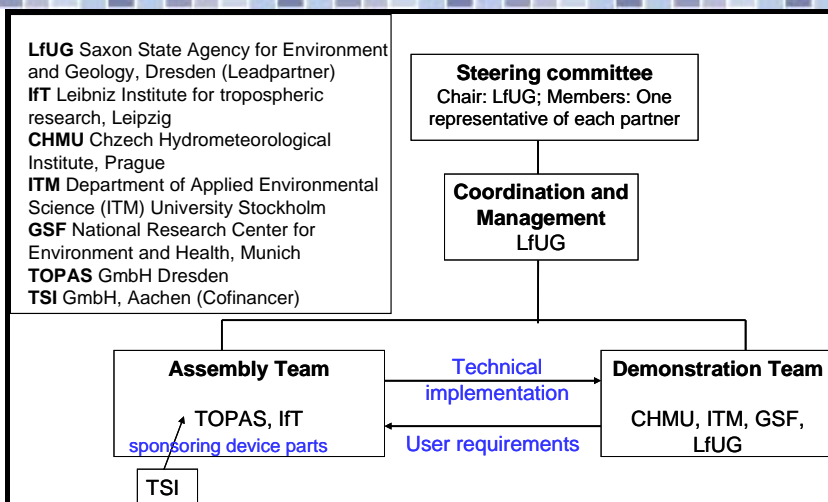 LfUG Saxon State Agency for Environment
and Geology, Dresden (Leadpartner)
IfT Leibniz Institute for tropospheric
research, Leipzig
CHMU Chzech Hydrometeorological
Institute, Prague
ITM Department of Applied Environmental
Science (ITM) University Stockholm
GSF National Research Center for
Environment and Health, Munich
TOPAS GmbH Dresden
TSI GmbH, Aachen (Cofinancer)
Steering committee
Chair: LfUG; Members: One
representative of each partner
Coordination and
Management
LfUG
Assembly Team
TOPAS, IfT
sponsoring device parts
TSI
Technical
implementation
User requirements
Demonstration Team
CHMU, ITM, GSF,
LfUG